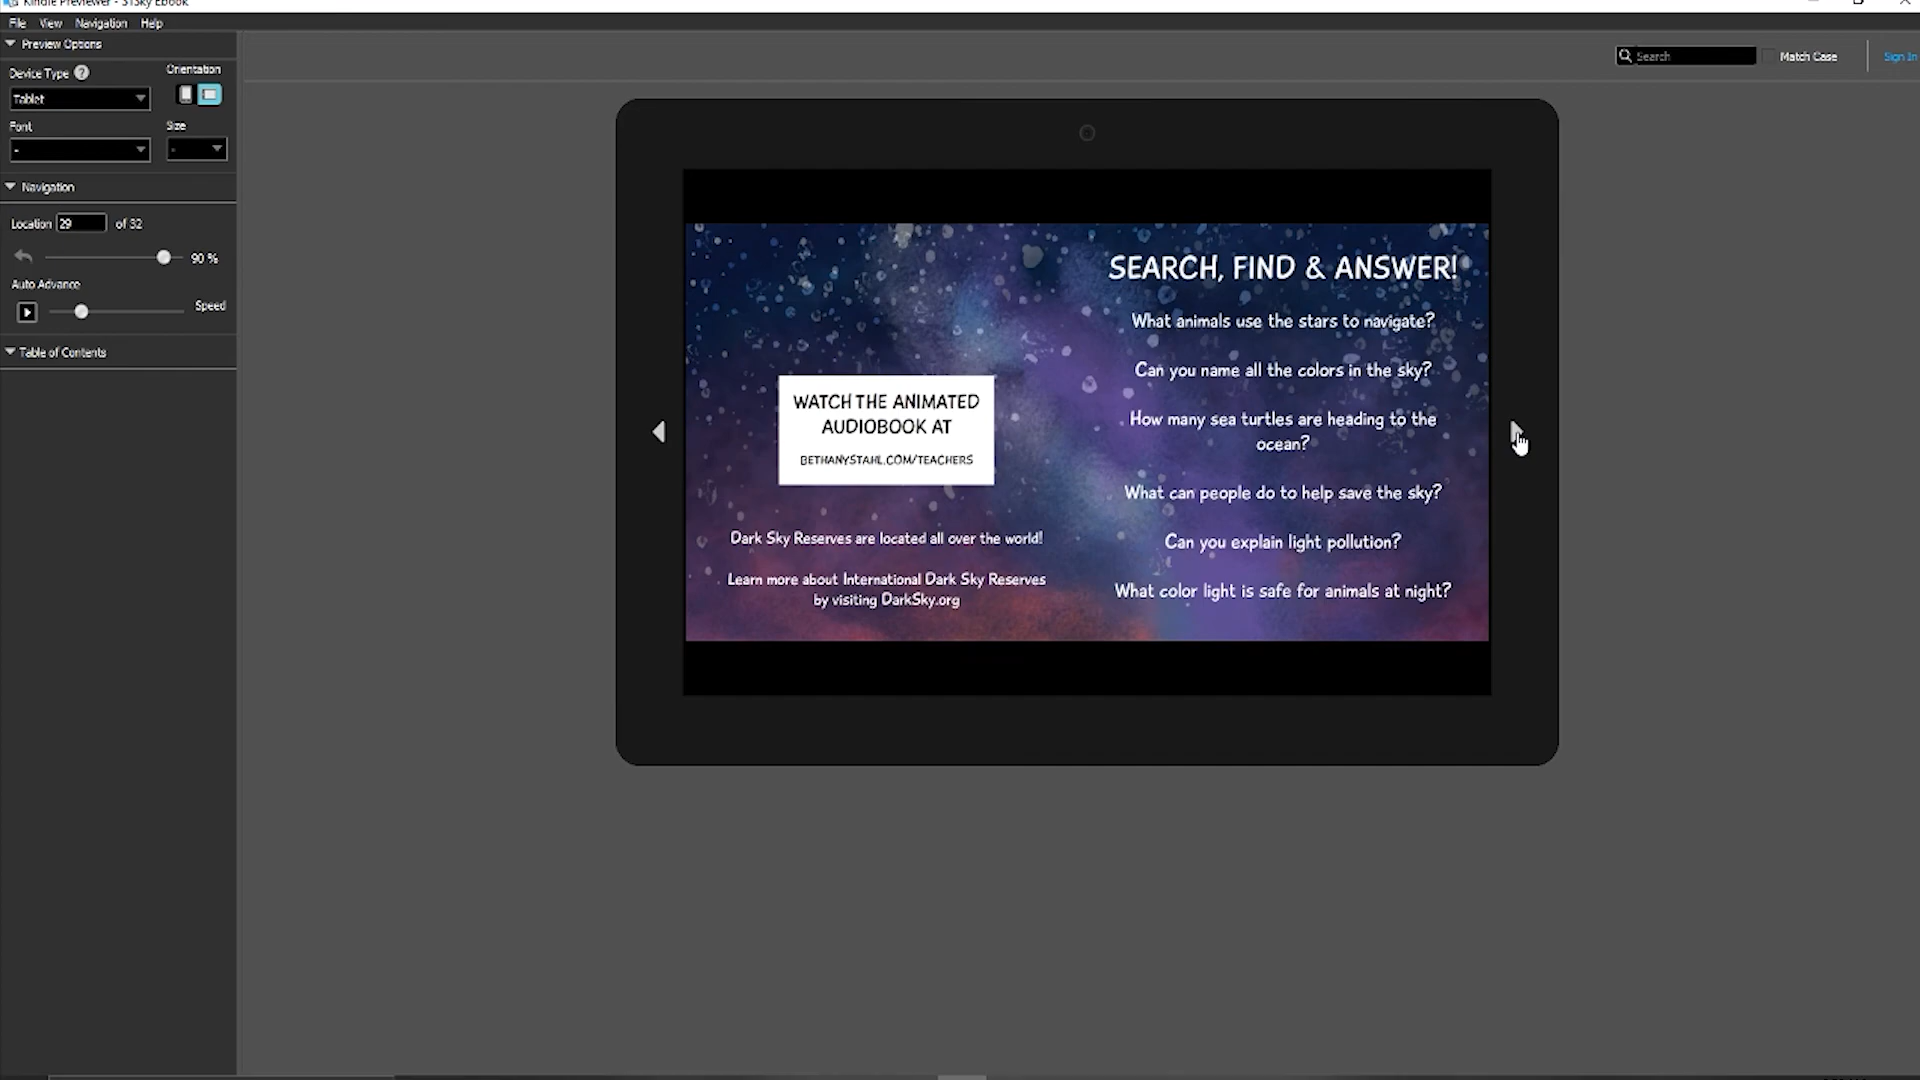 Kindle Previewer - STSky Ebook
File View Navigation Help
Preview Options
Device Type ? Orientation
Tablet
Font Size
- -
Navigation
Location 29 of 32
90 %
Auto Advance
Speed
Table of Contents
Search Match Case Sign In
WATCH THE ANIMATED
AUDIOBOOK AT
BETHANYSTAHL.COM/TEACHERS
Dark Sky Reserves are located all over the world!
Learn more about International Dark Sky Reserves
by visiting DarkSky.org
SEARCH, FIND & ANSWER!
What animals use the stars to navigate?
Can you name all the colors in the sky?
How many sea turtles are heading to the
ocean?
What can people do to help save the sky?
Can you explain light pollution?
What color light is safe for animals at night?